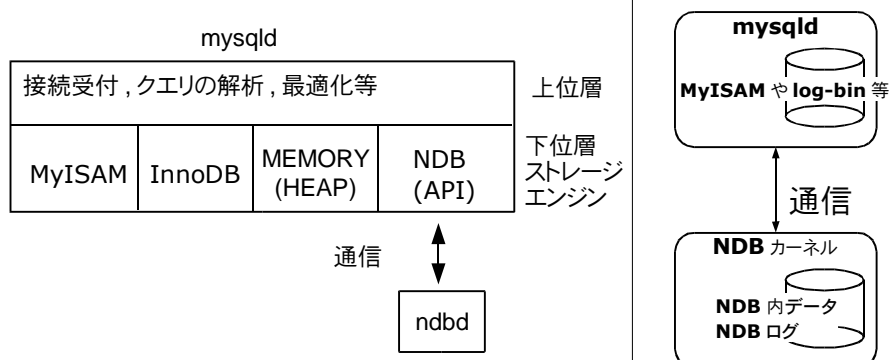 mysqld
接続受付 , クエリの解析 , 最適化等
上位層
MyISAM
InnoDB
MEMORY
(HEAP)
NDB
(API)
下位層
ストレージ
エンジン
通信
ndbd
mysqld
MyISAM や log-bin 等
通信
NDB カーネル
NDB 内データ
NDB ログ